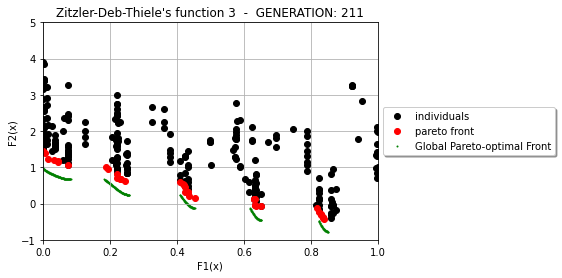 Zitzler-Deb-Thiele's function 3 - GENERATION: 211
5
4
3
2
1
0
−1
F2(x)
0.0 0.2 0.4 0.6 0.8 1.0
F1(x)
individuals
pareto front
Global Pareto-optimal Front